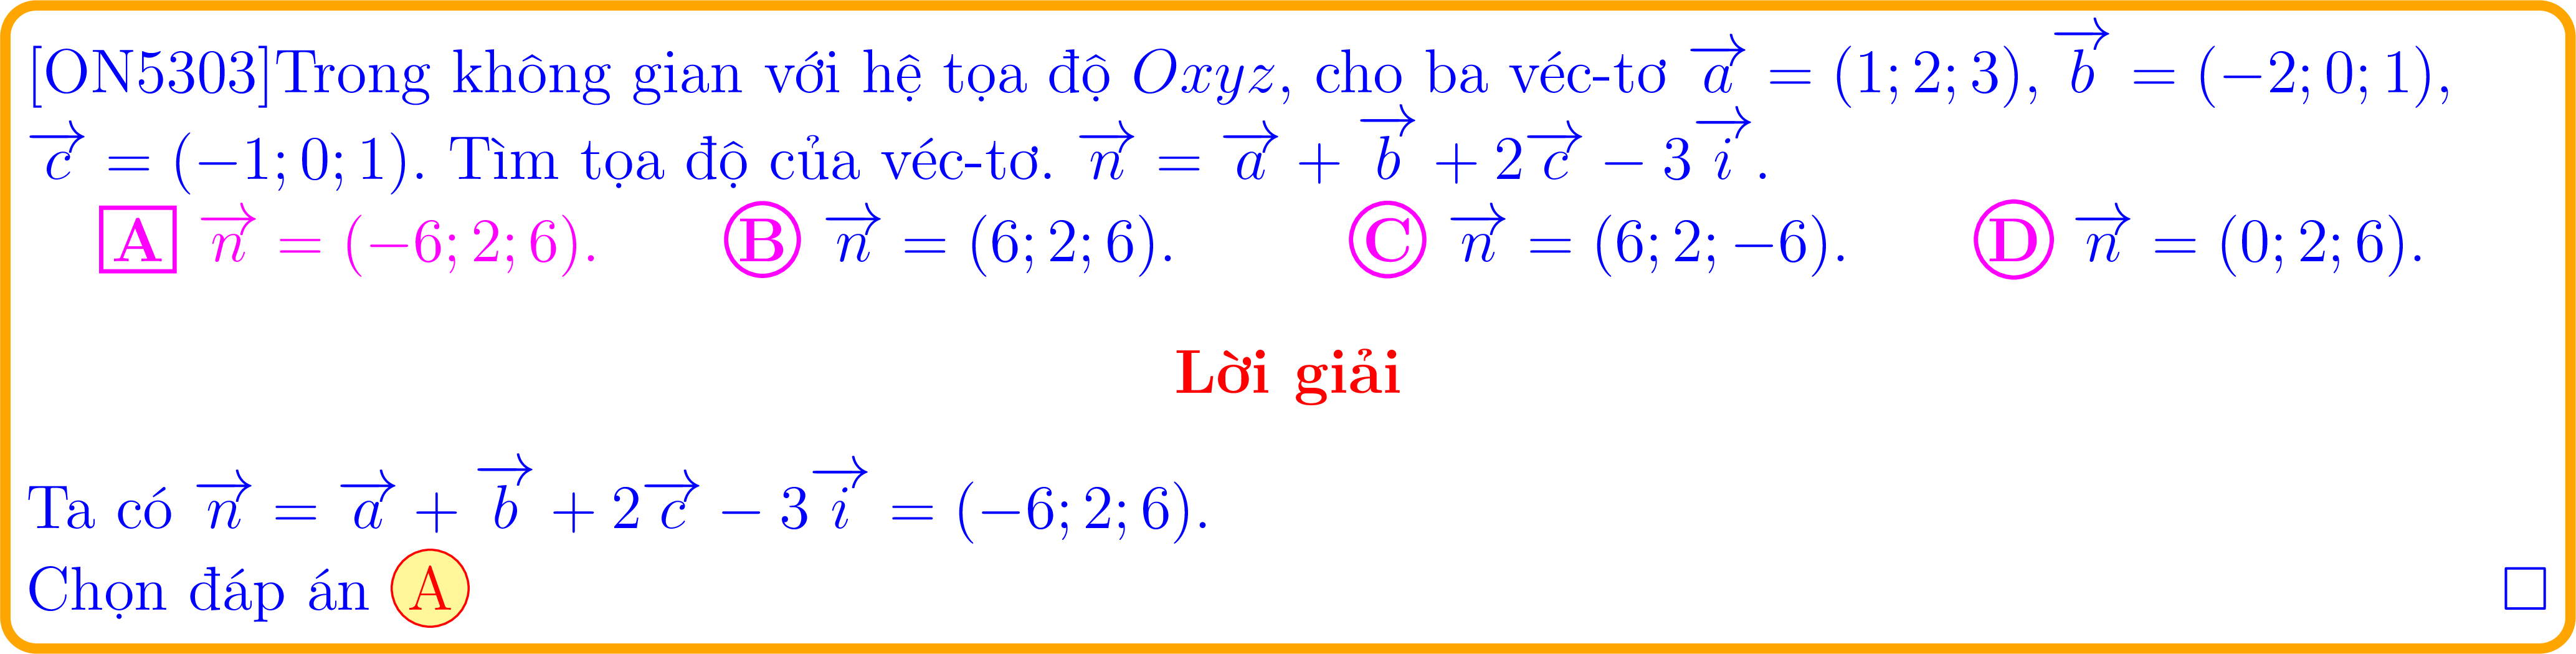 [ON5303]Trong không gian với hệ tọa độ $Oxyz$, cho ba véc-tơ $\overrightarrow{a} = (1; 2; 3)$, $\overrightarrow{b} = (-2; 0; 1)$,
$\overrightarrow{c} = (-1; 0; 1)$. Tìm tọa độ của véc-tơ. $\overrightarrow{n} = \overrightarrow{a} + \overrightarrow{b} + 2\overrightarrow{c} - 3\overrightarrow{i}$.
A $\overrightarrow{n} = (-6; 2; 6)$. B $\overrightarrow{n} = (6; 2; 6)$. C $\overrightarrow{n} = (6; 2; -6)$. D $\overrightarrow{n} = (0; 2; 6)$.
Lời giải
Ta có $\overrightarrow{n} = \overrightarrow{a} + \overrightarrow{b} + 2\overrightarrow{c} - 3\overrightarrow{i} = (-6; 2; 6)$.
Chọn đáp án A □